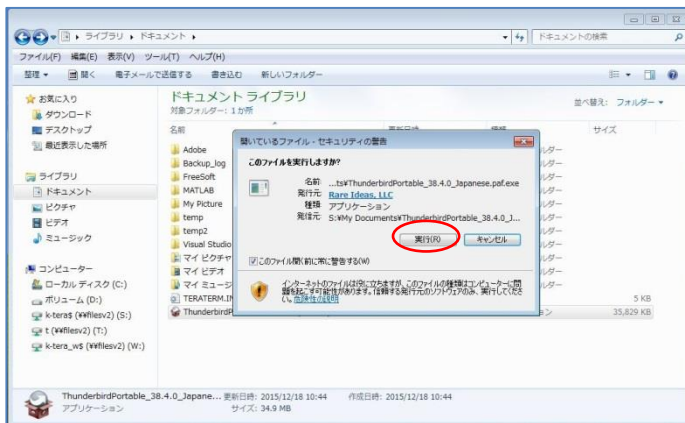 ライブラリ ▸ ドキュメント ▸
ドキュメントの検索
ファイル(F) 編集(E) 表示(V) ツール(T) ヘルプ(H)
整理 開く 電子メールで送信する 書き込む 新しいフォルダー
お気に入り
ダウンロード
デスクトップ
最近表示した場所
ライブラリ
ドキュメント
ピクチャ
ビデオ
ミュージック
コンピューター
ローカル ディスク (C:)
ボリューム (D:)
k-tera$ (¥¥filesv2) (S:)
t (¥¥filesv2) (T:)
k-tera_w$ (¥¥filesv2) (W:)
ドキュメント ライブラリ
対象フォルダー: 1 か所
並べ替え: フォルダー
名前 サイズ
Adobe
Backup_log
FreeSoft
MATLAB
My Picture
temp
temp2
Visual Studio
マイ ピクチャ
マイ ビデオ
マイ ミュージ
TERATERM.IN 5 KB
ThunderbirdP 35,829 KB
開いているファイル - セキュリティの警告
このファイルを実行しますか?
名前: ...ts¥ThunderbirdPortable_38.4.0_Japanese.paf.exe
発行元: Rare Ideas, LLC
種類: アプリケーション
発信元: S:¥My Documents¥ThunderbirdPortable_38.4.0_J...
実行(R) キャンセル
このファイルを開く前に常に警告する(W)
インターネットのファイルは役に立ちますが、このファイルの種類はコンピューターに問
題を起こす可能性があります。信頼する発行元のソフトウェアのみ、実行してくださ
い。危険性の説明
ThunderbirdPortable_38.4.0_Japane... 更新日時: 2015/12/18 10:44 作成日時: 2015/12/18 10:44
アプリケーション サイズ: 34.9 MB